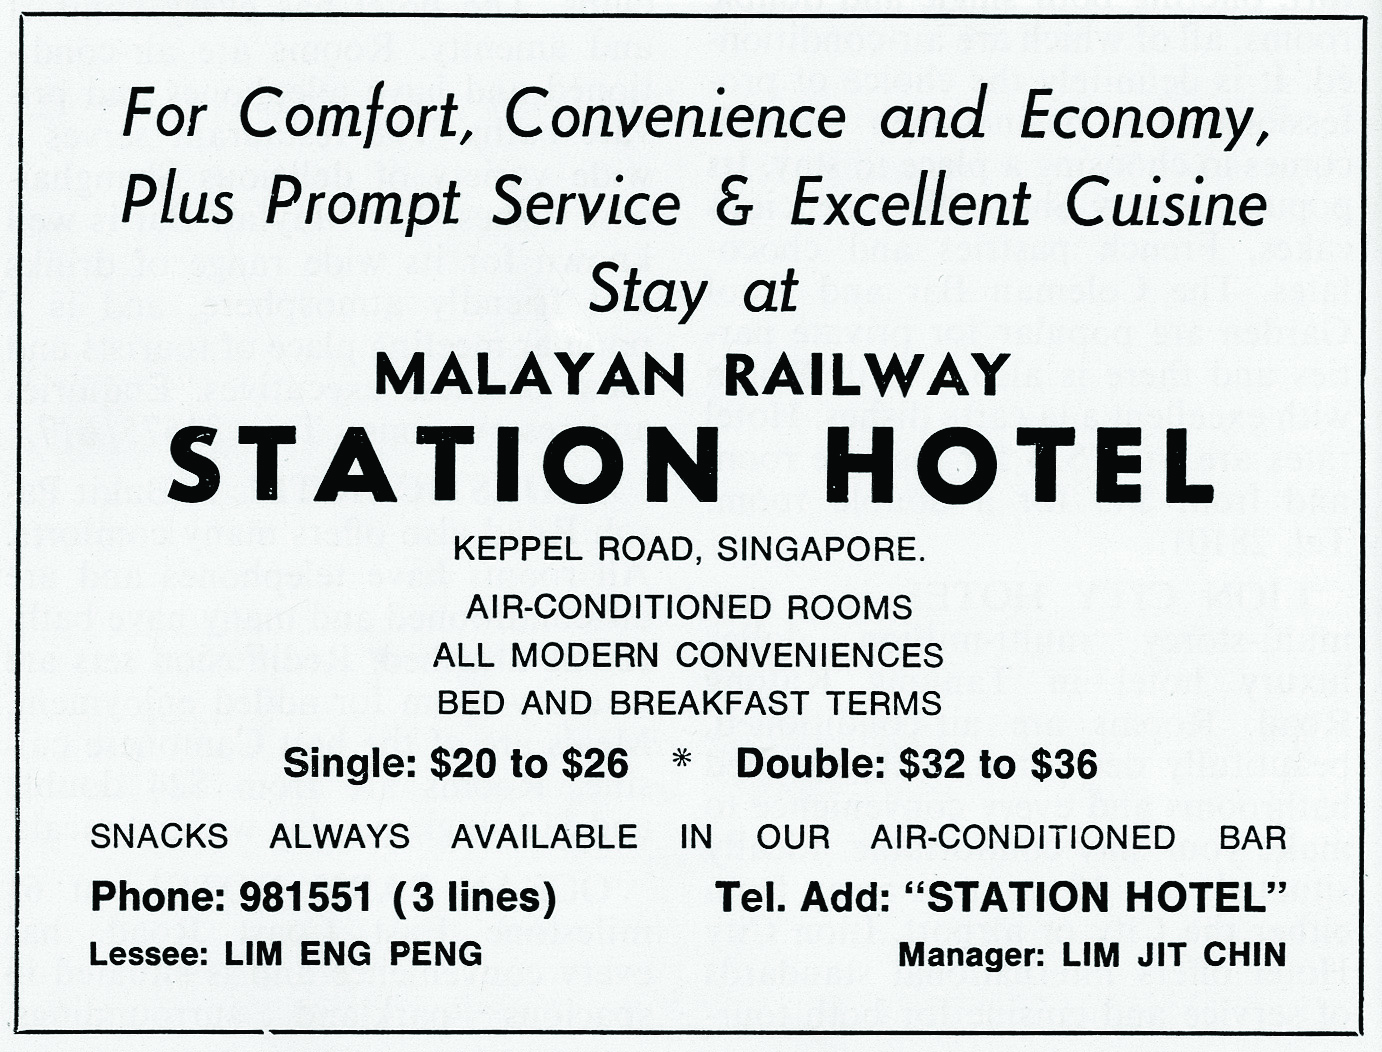 For Comfort, Convenience and Economy,
Plus Prompt Service & Excellent Cuisine
Stay at
MALAYAN RAILWAY
STATION HOTEL
KEPPEL ROAD, SINGAPORE.
AIR-CONDITIONED ROOMS
ALL MODERN CONVENIENCES
BED AND BREAKFAST TERMS
Single: $20 to $26 * Double: $32 to $36
SNACKS ALWAYS AVAILABLE IN OUR AIR-CONDITIONED BAR
Phone: 981551 (3 lines) Tel. Add: “STATION HOTEL”
Lessee: LIM ENG PENG Manager: LIM JIT CHIN